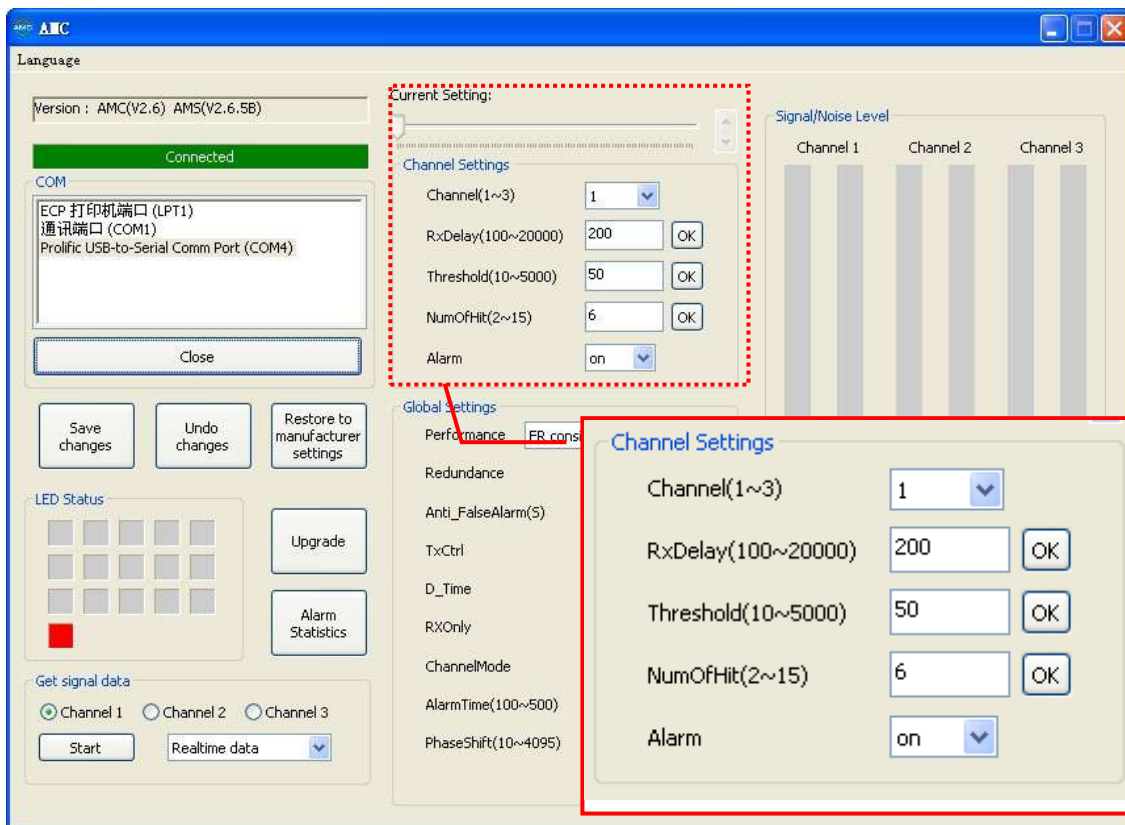 AMC
Language
Version : AMC(V2.6) AMS(V2.6.5B)
Connected
COM
ECP 打印机端口 (LPT1)
通讯端口 (COM1)
Prolific USB-to-Serial Comm Port (COM4)
Close
Save changes
Undo changes
Restore to manufacturer settings
LED Status
Upgrade
Alarm Statistics
Get signal data
Channel 1
Channel 2
Channel 3
Start
Realtime data
Current Setting:
Channel Settings
Channel(1~3) 1
RxDelay(100~20000) 200 OK
Threshold(10~5000) 50 OK
NumOfHit(2~15) 6 OK
Alarm on
Global Settings
Performance FR consi
Redundance
Anti_FalseAlarm(S)
TxCtrl
D_Time
RXOnly
ChannelMode
AlarmTime(100~500)
PhaseShift(10~4095)
Signal/Noise Level
Channel 1 Channel 2 Channel 3
Channel Settings
Channel(1~3) 1
RxDelay(100~20000) 200 OK
Threshold(10~5000) 50 OK
NumOfHit(2~15) 6 OK
Alarm on